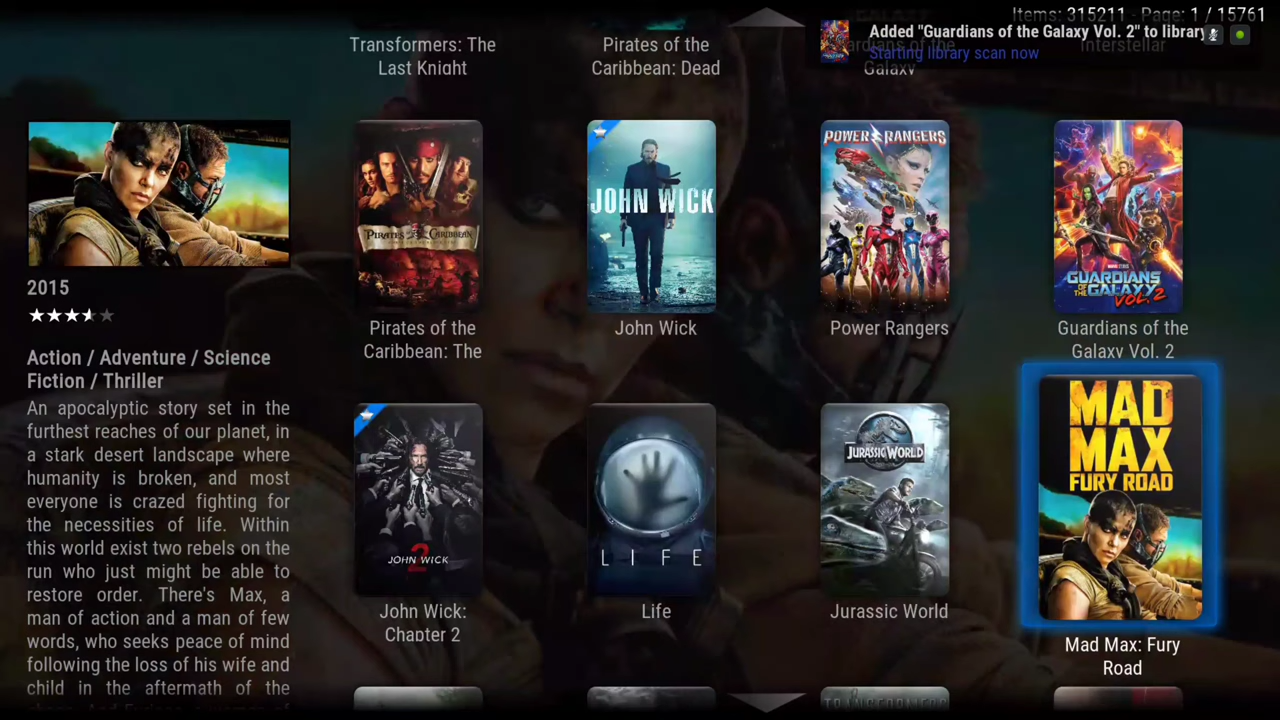 Items: 315211 - Page: 1 / 15761
Added "Guardians of the Galaxy Vol. 2" to library
Starting library scan now
Transformers: The
Last Knight
Pirates of the
Caribbean: Dead
Galaxy
Interstellar
2015
Action / Adventure / Science
Fiction / Thriller
An apocalyptic story set in the
furthest reaches of our planet, in
a stark desert landscape where
humanity is broken, and most
everyone is crazed fighting for
the necessities of life. Within
this world exist two rebels on the
run who just might be able to
restore order. There's Max, a
man of action and a man of few
words, who seeks peace of mind
following the loss of his wife and
child in the aftermath of the
PIRATES OF THE CARIBBEAN
Pirates of the
Caribbean: The
JOHN WICK
John Wick
POWER RANGERS
Power Rangers
GUARDIANS
OF THE GALAXY
VOL. 2
Guardians of the
Galaxy Vol. 2
JOHN WICK
2
John Wick:
Chapter 2
LIFE
Life
JURASSIC WORLD
Jurassic World
MAD
MAX
FURY ROAD
Mad Max: Fury
Road
TRANSFORMERS